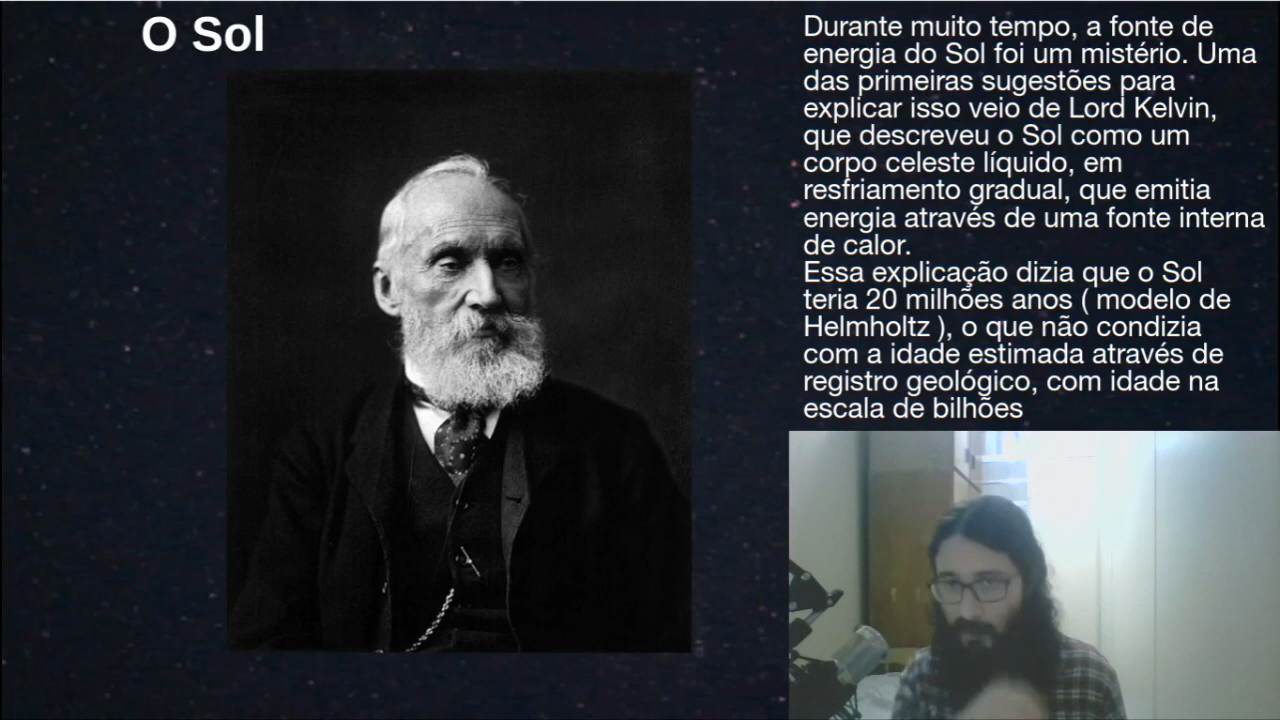 O Sol
Durante muito tempo, a fonte de
energia do Sol foi um mistério. Uma
das primeiras sugestões para
explicar isso veio de Lord Kelvin,
que descreveu o Sol como um
corpo celeste líquido, em
resfriamento gradual, que emitia
energia através de uma fonte interna
de calor.
Essa explicação dizia que o Sol
teria 20 milhões anos ( modelo de
Helmholtz ), o que não condizia
com a idade estimada através de
registro geológico, com idade na
escala de bilhões